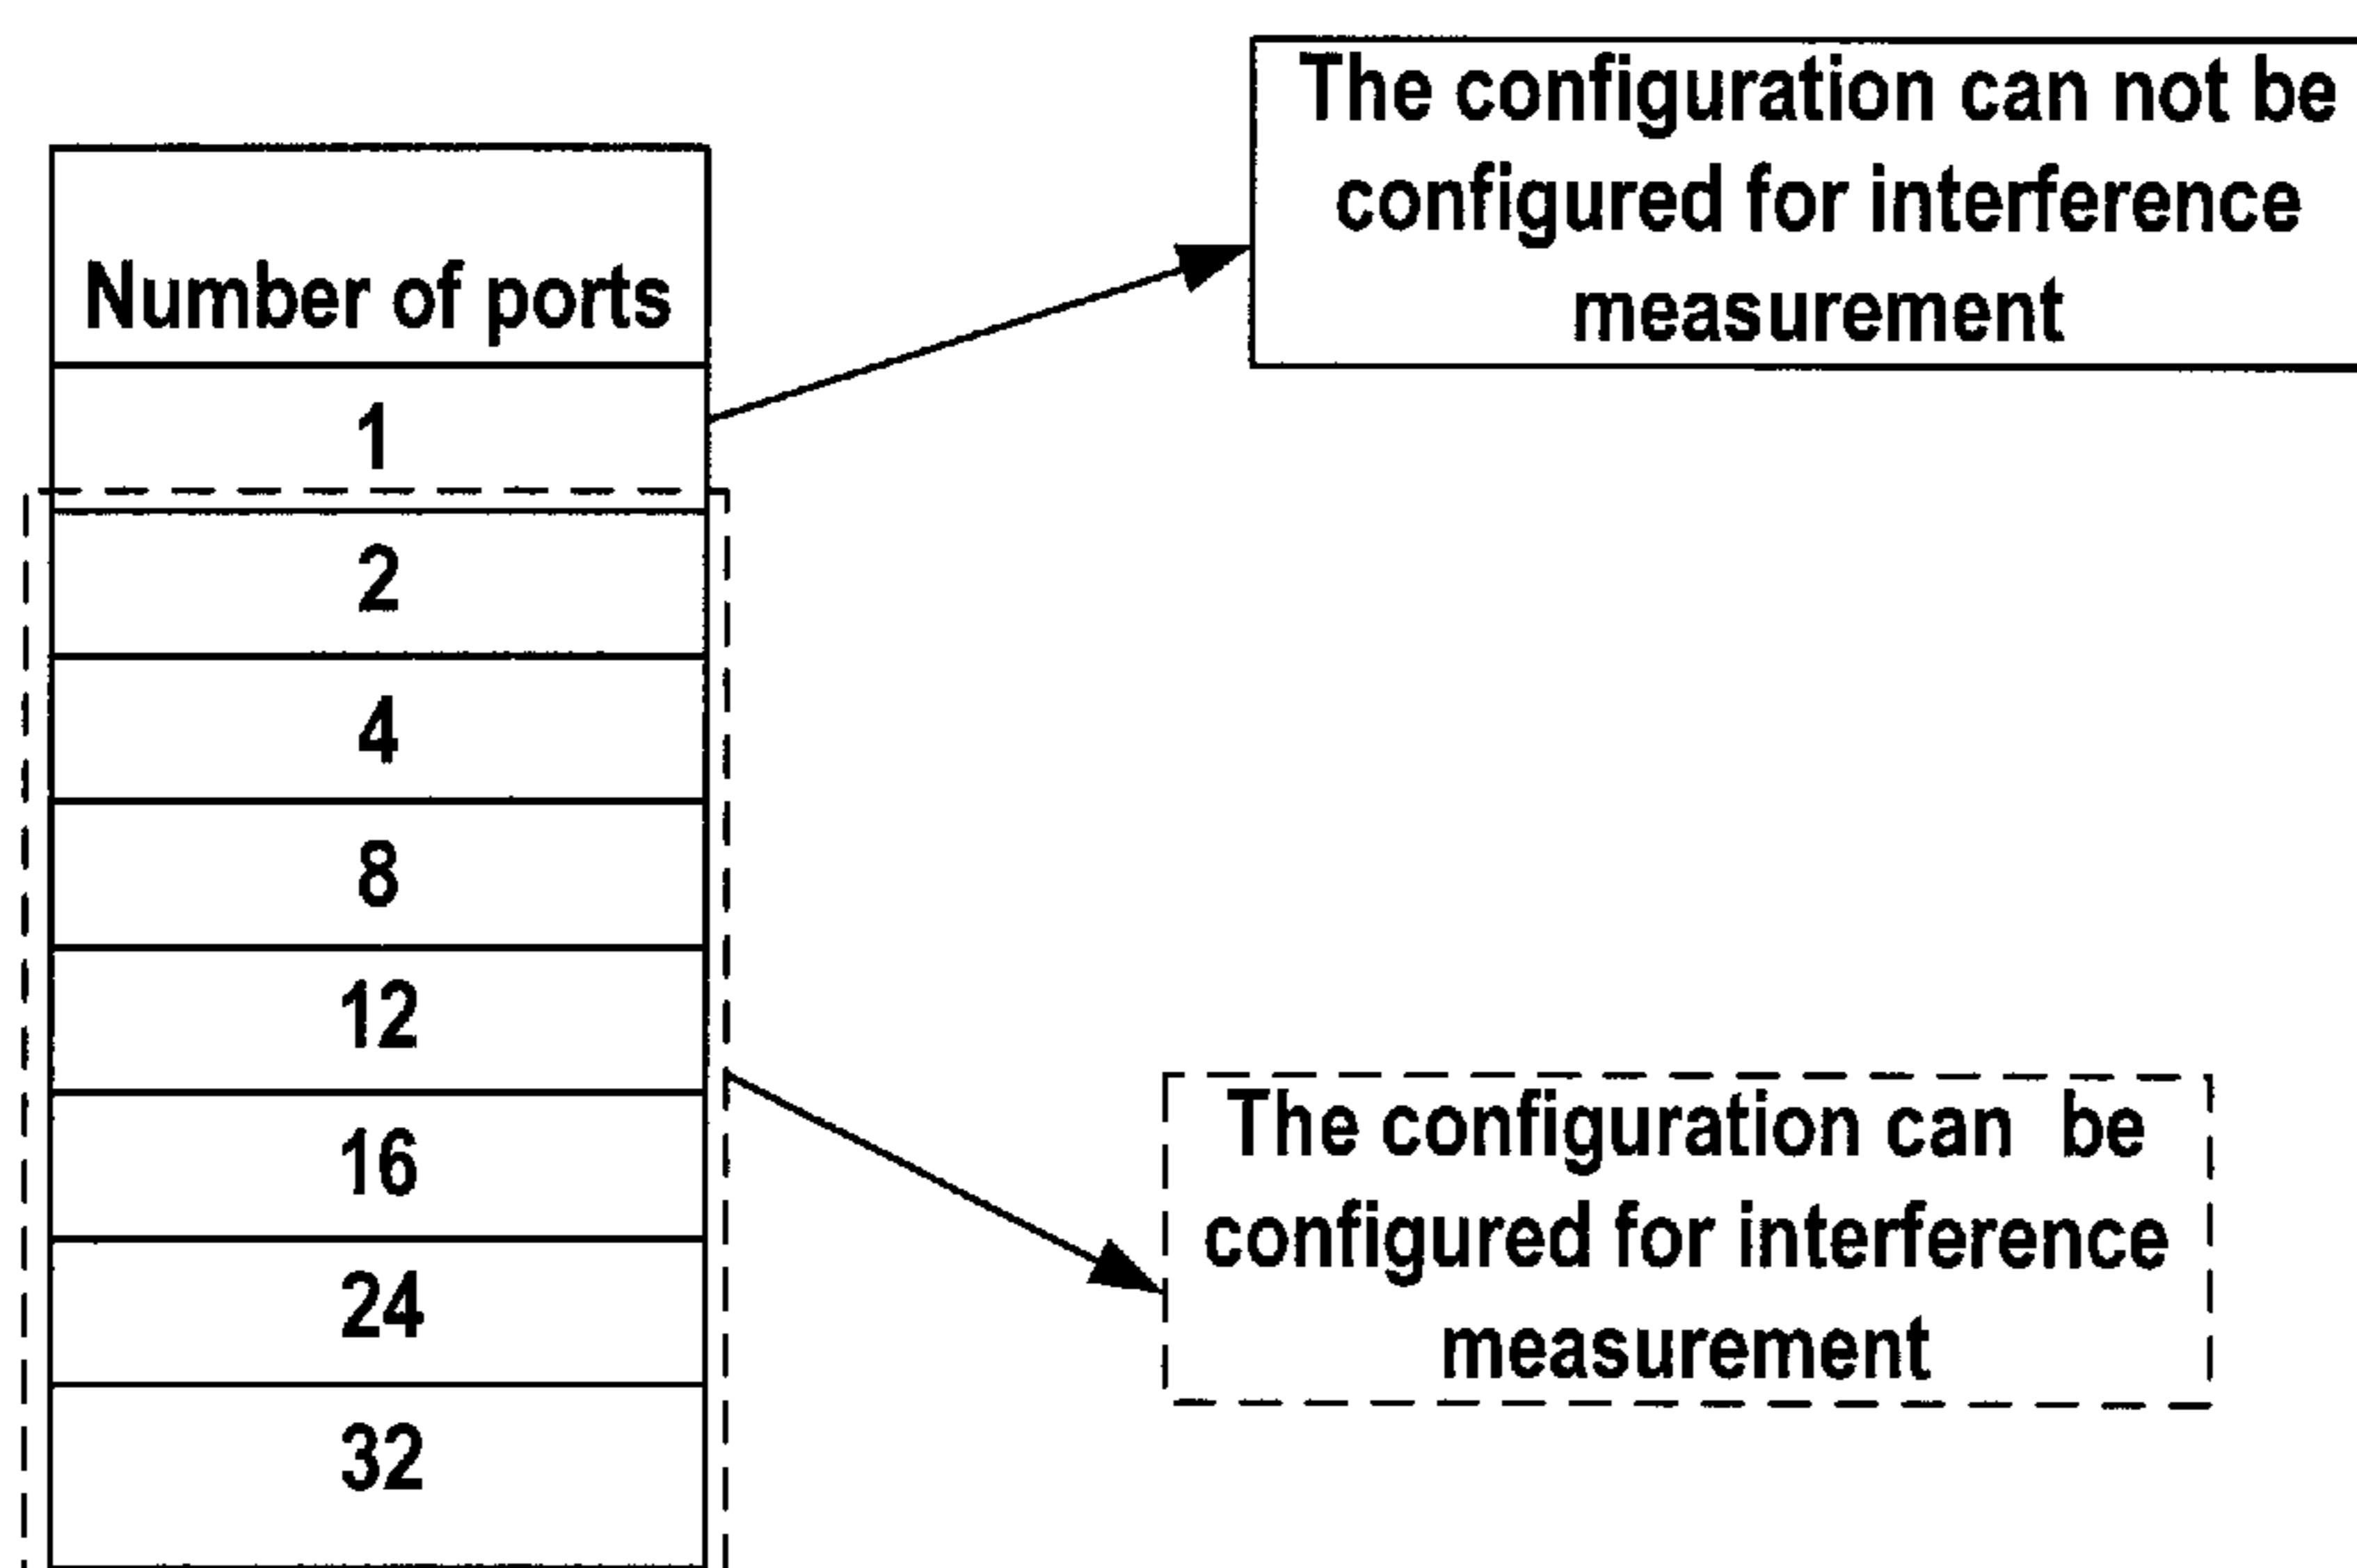 The configuration can not be
configured for interference
measurement
Number of ports
1
2
4
8
12
16
24
32
The configuration can be
configured for interference
measurement